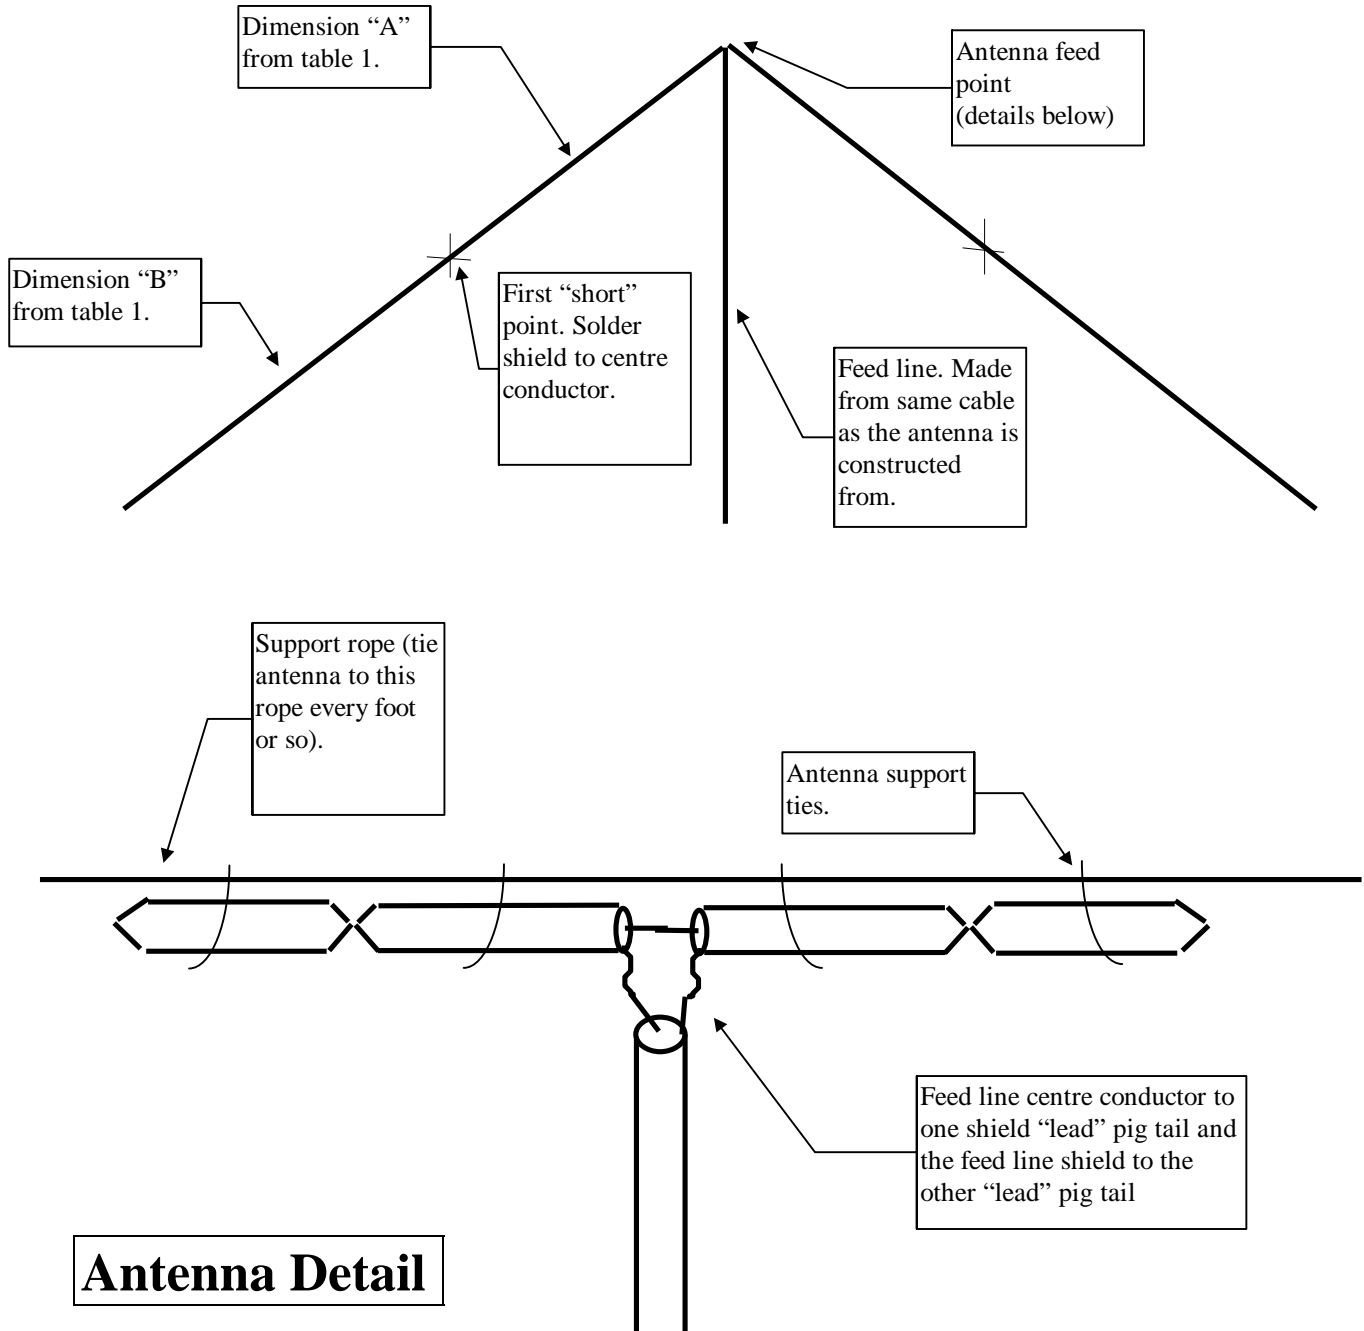 Dimension “A”
from table 1.
Antenna feed
point
(details below)
Dimension “B”
from table 1.
First “short”
point. Solder
shield to centre
conductor.
Feed line. Made
from same cable
as the antenna is
constructed
from.
Support rope (tie
antenna to this
rope every foot
or so).
Antenna support
ties.
Feed line centre conductor to
one shield “lead” pig tail and
the feed line shield to the
other “lead” pig tail
Antenna Detail